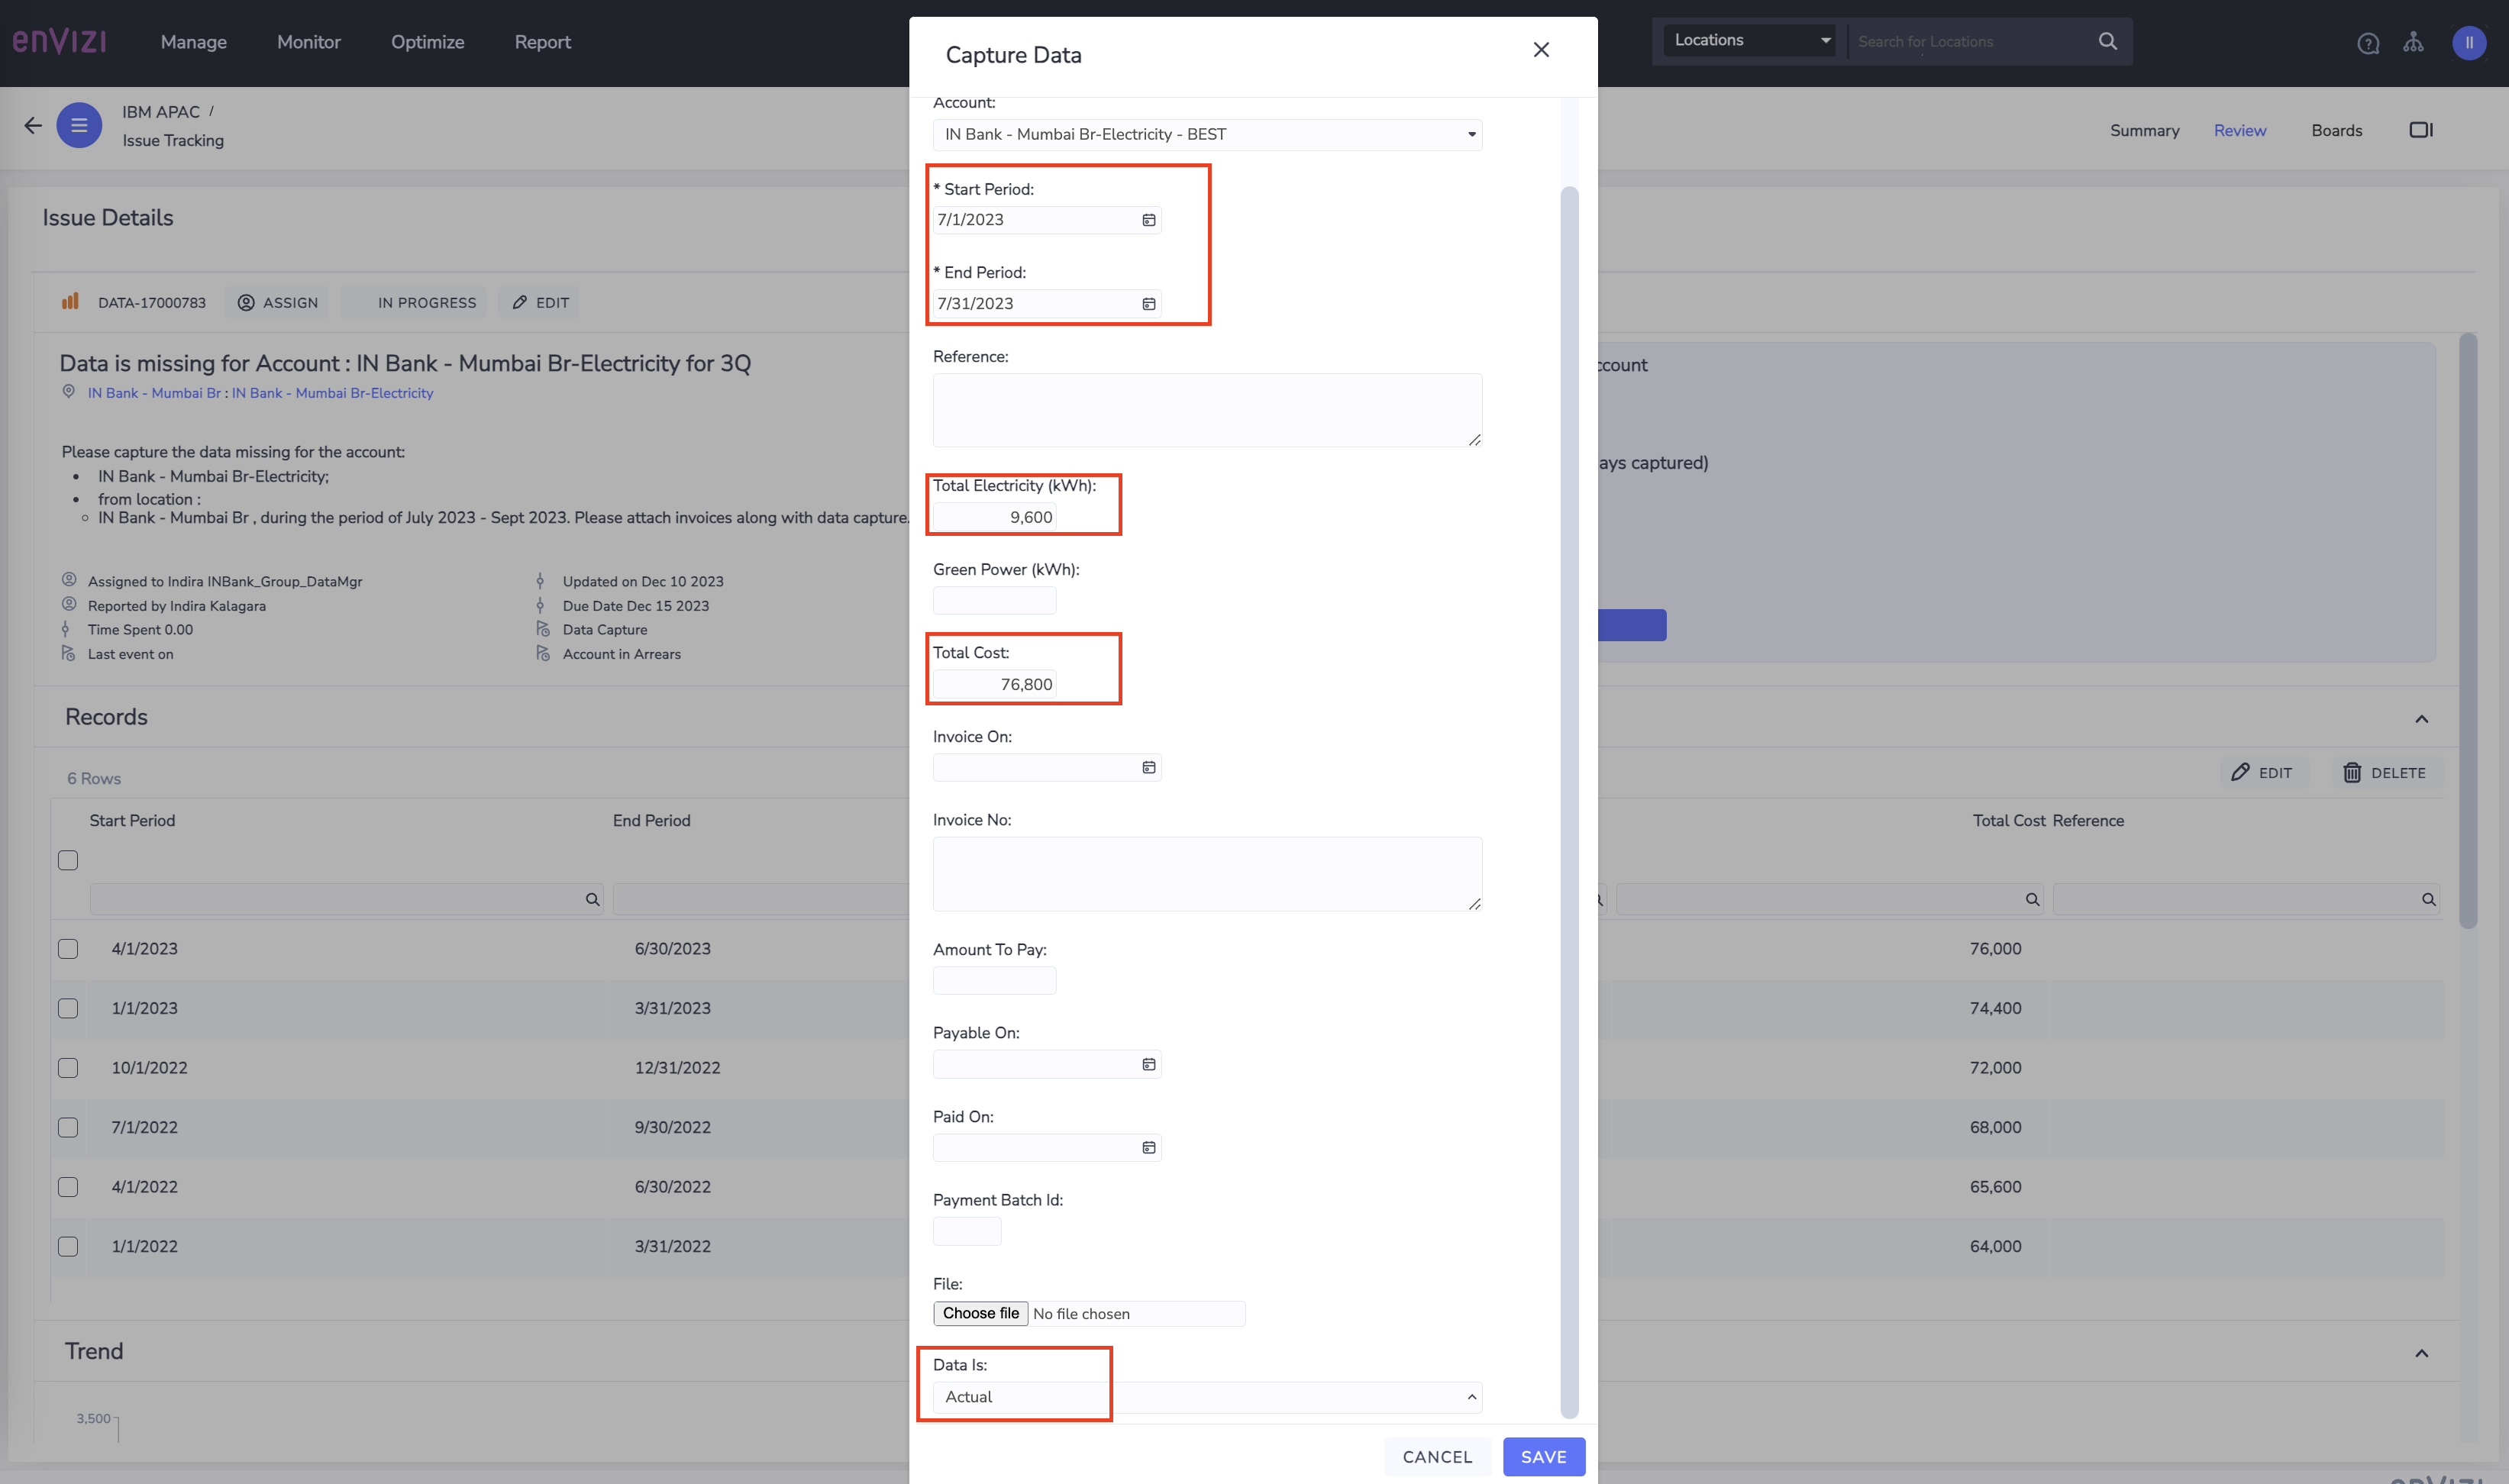 enVIZI
Manage
Monitor
Optimize
Report
Locations
Search for Locations
II
IBM APAC /
Issue Tracking
Summary
Review
Boards
Issue Details
DATA-17000783
ASSIGN
IN PROGRESS
EDIT
Data is missing for Account : IN Bank - Mumbai Br-Electricity for 3Q
IN Bank - Mumbai Br : IN Bank - Mumbai Br-Electricity
Please capture the data missing for the account:
• IN Bank - Mumbai Br-Electricity;
• from location :
○ IN Bank - Mumbai Br , during the period of July 2023 - Sept 2023. Please attach invoices along with data capture.
Assigned to Indira INBank_Group_DataMgr
Updated on Dec 10 2023
Reported by Indira Kalagara
Due Date Dec 15 2023
Time Spent 0.00
Data Capture
Last event on
Account in Arrears
ccount
ays captured)
Records
6 Rows
EDIT
DELETE
Start Period
End Period
Total Cost
Reference
4/1/2023 6/30/2023 76,000
1/1/2023 3/31/2023 74,400
10/1/2022 12/31/2022 72,000
7/1/2022 9/30/2022 68,000
4/1/2022 6/30/2022 65,600
1/1/2022 3/31/2022 64,000
Trend
3,500
Capture Data
Account:
IN Bank - Mumbai Br-Electricity - BEST
* Start Period:
7/1/2023
* End Period:
7/31/2023
Reference:
Total Electricity (kWh):
9,600
Green Power (kWh):
Total Cost:
76,800
Invoice On:
Invoice No:
Amount To Pay:
Payable On:
Paid On:
Payment Batch Id:
File:
Choose file No file chosen
Data Is:
Actual
CANCEL
SAVE